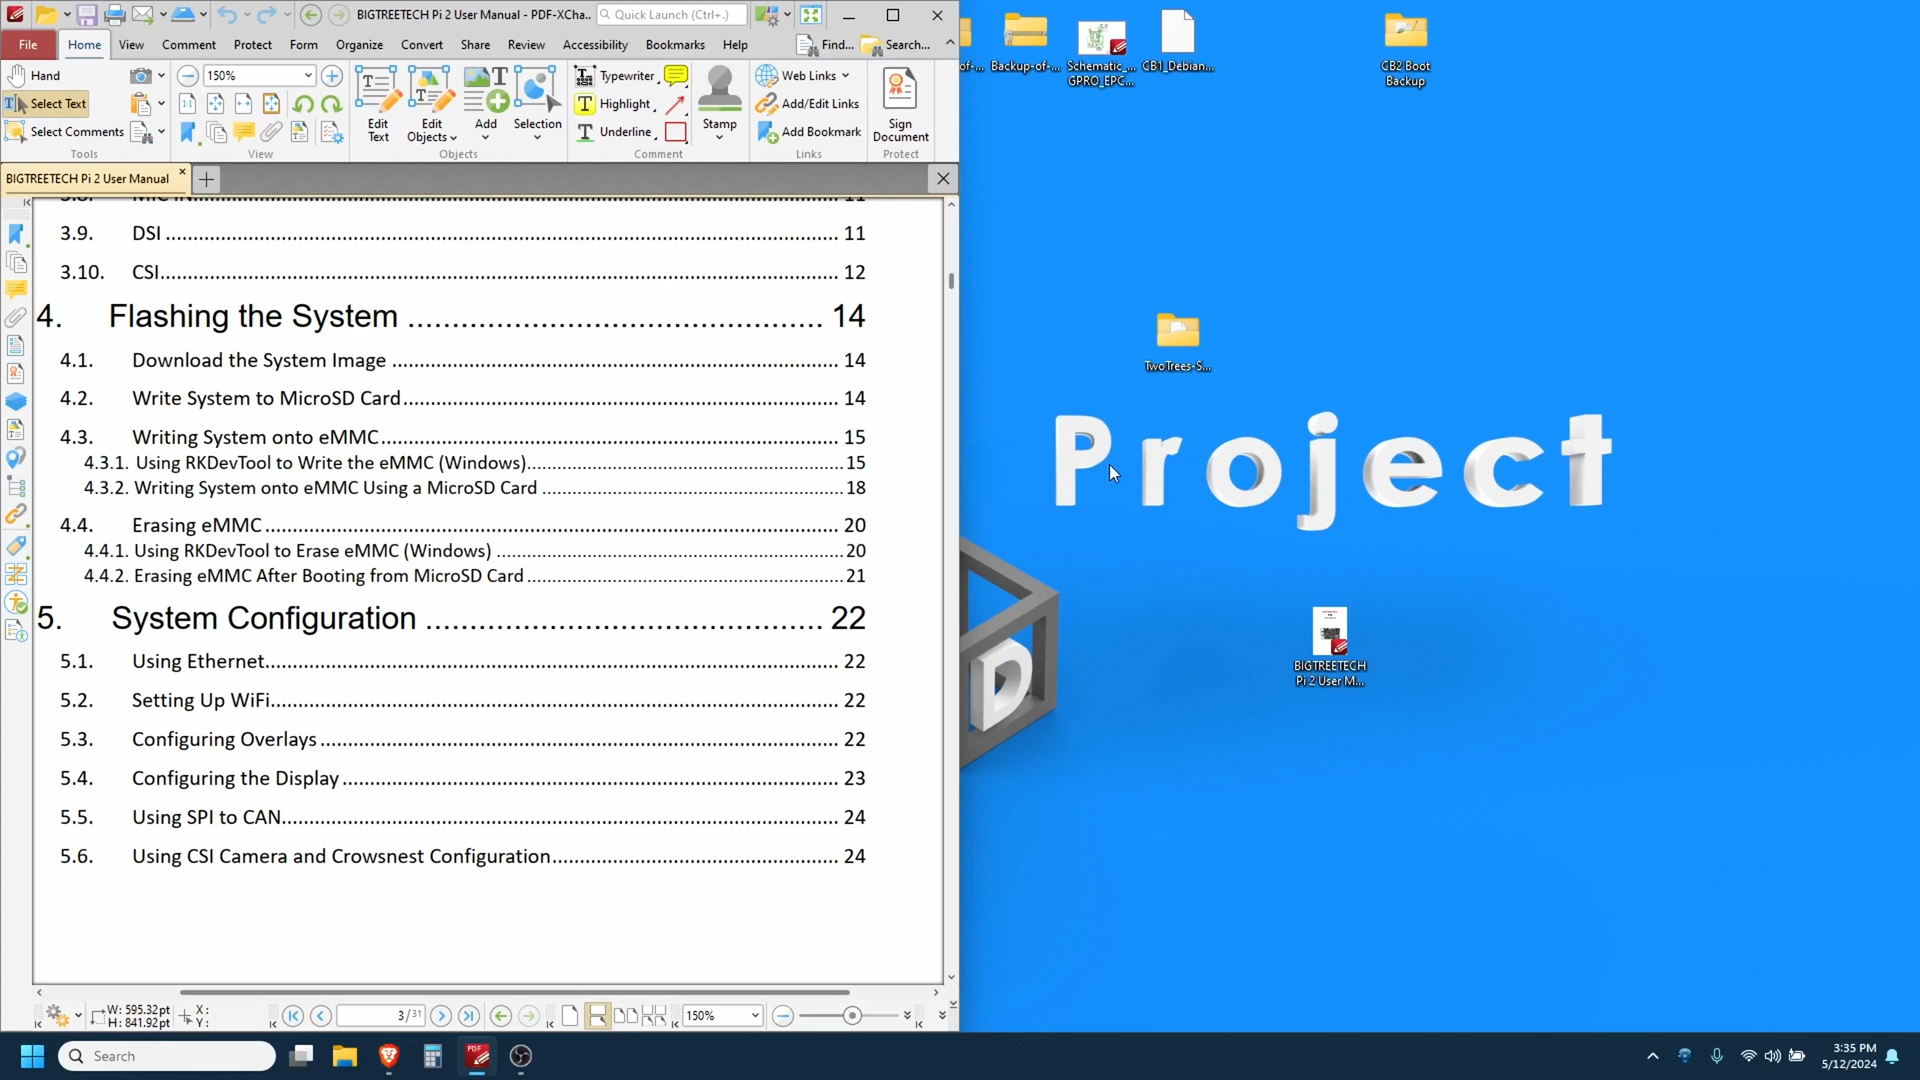 BIGTREETECH Pi 2 User Manual - PDF-XCha..
Quick Launch (Ctrl+.)
File
Home
View
Comment
Protect
Form
Organize
Convert
Share
Review
Accessibility
Bookmarks
Help
Find...
Search...
Hand
Select Text
Select Comments
Tools
150%
View
Edit Text
Edit Objects
Add
Selection
Objects
Typewriter
Highlight
Underline
Stamp
Comment
Web Links
Add/Edit Links
Add Bookmark
Links
Sign Document
Protect
BIGTREETECH Pi 2 User Manual
3.8. MIC IN 11
3.9. DSI 11
3.10. CSI 12
4. Flashing the System 14
4.1. Download the System Image 14
4.2. Write System to MicroSD Card 14
4.3. Writing System onto eMMC 15
4.3.1. Using RKDevTool to Write the eMMC (Windows) 15
4.3.2. Writing System onto eMMC Using a MicroSD Card 18
4.4. Erasing eMMC 20
4.4.1. Using RKDevTool to Erase eMMC (Windows) 20
4.4.2. Erasing eMMC After Booting from MicroSD Card 21
5. System Configuration 22
5.1. Using Ethernet 22
5.2. Setting Up WiFi 22
5.3. Configuring Overlays 22
5.4. Configuring the Display 23
5.5. Using SPI to CAN 24
5.6. Using CSI Camera and Crowsnest Configuration 24
W: 595.32pt
H: 841.92pt
X:
Y:
3 / 31
150%
of-...
Backup-of-...
Schematic_...
GPRO_EPC...
CB1_Debian...
CB2 Boot
Backup
TwoTrees-S...
Project
D
BIGTREETECH
Pi 2 User M...
Search
PDF
3:35 PM
5/12/2024